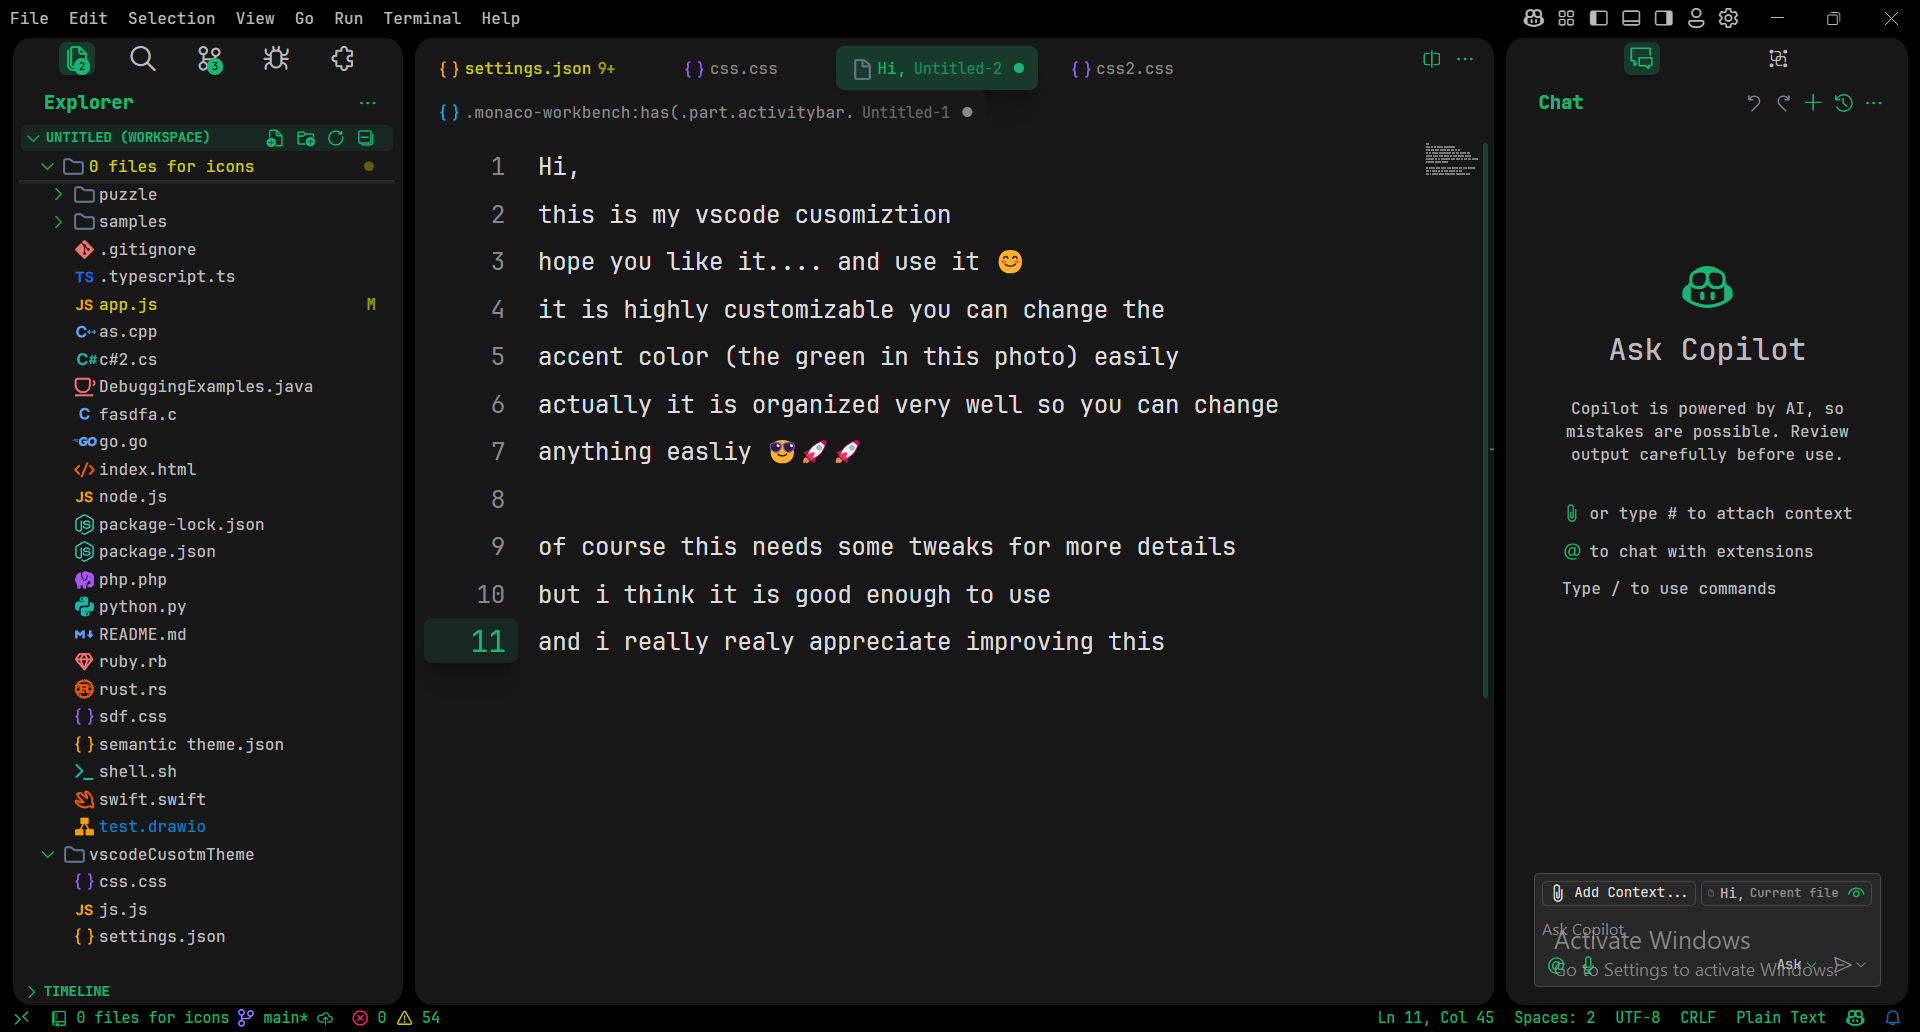 File Edit Selection View Go Run Terminal Help
2
3
Explorer
UNTITLED (WORKSPACE)
0 files for icons
puzzle
samples
.gitignore
TS .typescript.ts
JS app.js M
C++ as.cpp
C# c#2.cs
DebuggingExamples.java
C fasdfa.c
GO go.go
index.html
JS node.js
JS package-lock.json
JS package.json
php.php
python.py
M README.md
ruby.rb
R rust.rs
{ } sdf.css
{ } semantic theme.json
shell.sh
swift.swift
test.drawio
vscodeCusotmTheme
{ } css.css
JS js.js
{ } settings.json
TIMELINE
{ } settings.json 9+
{ } css.css
Hi, Untitled-2
{ } css2.css
{ } .monaco-workbench:has(.part.activitybar. Untitled-1
1 Hi,
2 this is my vscode cusomiztion
3 hope you like it.... and use it 😊
4 it is highly customizable you can change the
5 accent color (the green in this photo) easily
6 actually it is organized very well so you can change
7 anything easliy 😎🚀🚀
8
9 of course this needs some tweaks for more details
10 but i think it is good enough to use
11 and i really realy appreciate improving this
Chat
Ask Copilot
Copilot is powered by AI, so
mistakes are possible. Review
output carefully before use.
or type # to attach context
@ to chat with extensions
Type / to use commands
Add Context...
Hi, Current file
Ask Copilot
Activate Windows
@ Ask
Go to Settings to activate Windows.
0 files for icons main* 0 54
Ln 11, Col 45 Spaces: 2 UTF-8 CRLF Plain Text